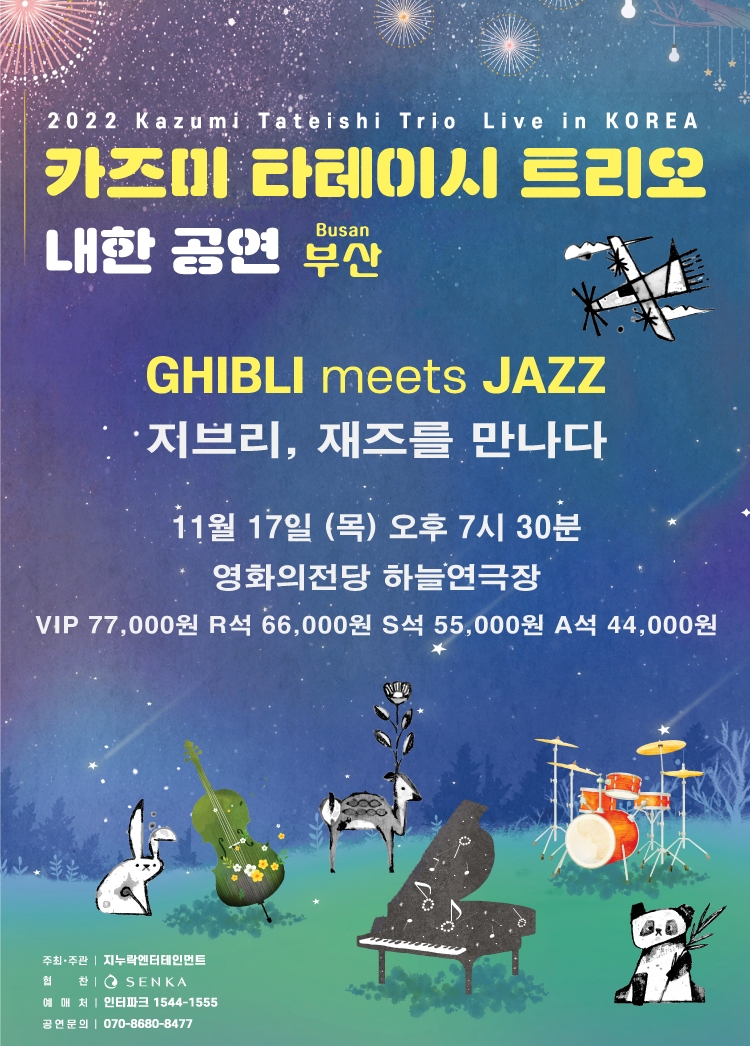 2022 Kazumi Tateishi Trio Live in KOREA
카즈미 타테이시 트리오
내한 공연 부산
Busan
GHIBLI meets JAZZ
지브리, 재즈를 만나다
11월 17일 (목) 오후 7시 30분
영화의전당 하늘연극장
VIP 77,000원 R석 66,000원 S석 55,000원 A석 44,000원
주최·주관 | 지누락엔터테인먼트
협 찬 | SENKA
예 매 처 | 인터파크 1544-1555
공연문의 | 070-8680-8477